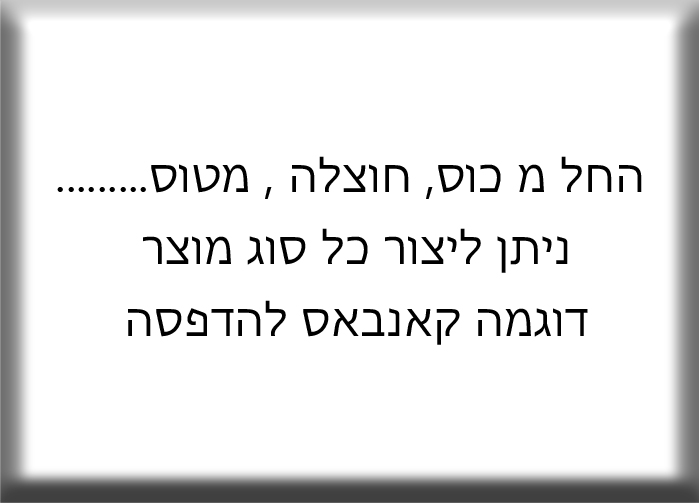 החל מ כוס, חוצלה , מטוס.........
ניתן ליצור כל סוג מוצר
דוגמה קאנבאס להדפסה